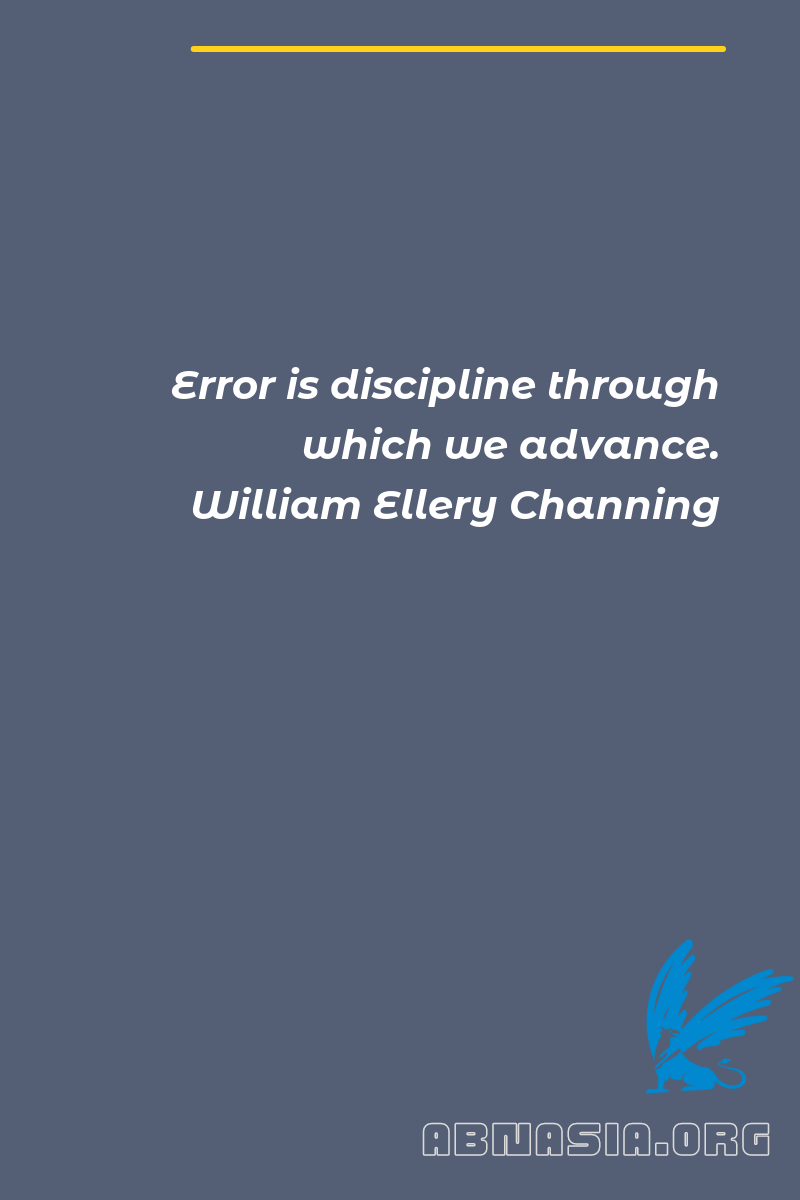 Error is discipline through
which we advance.
William Ellery Channing
ABNASIA.ORG